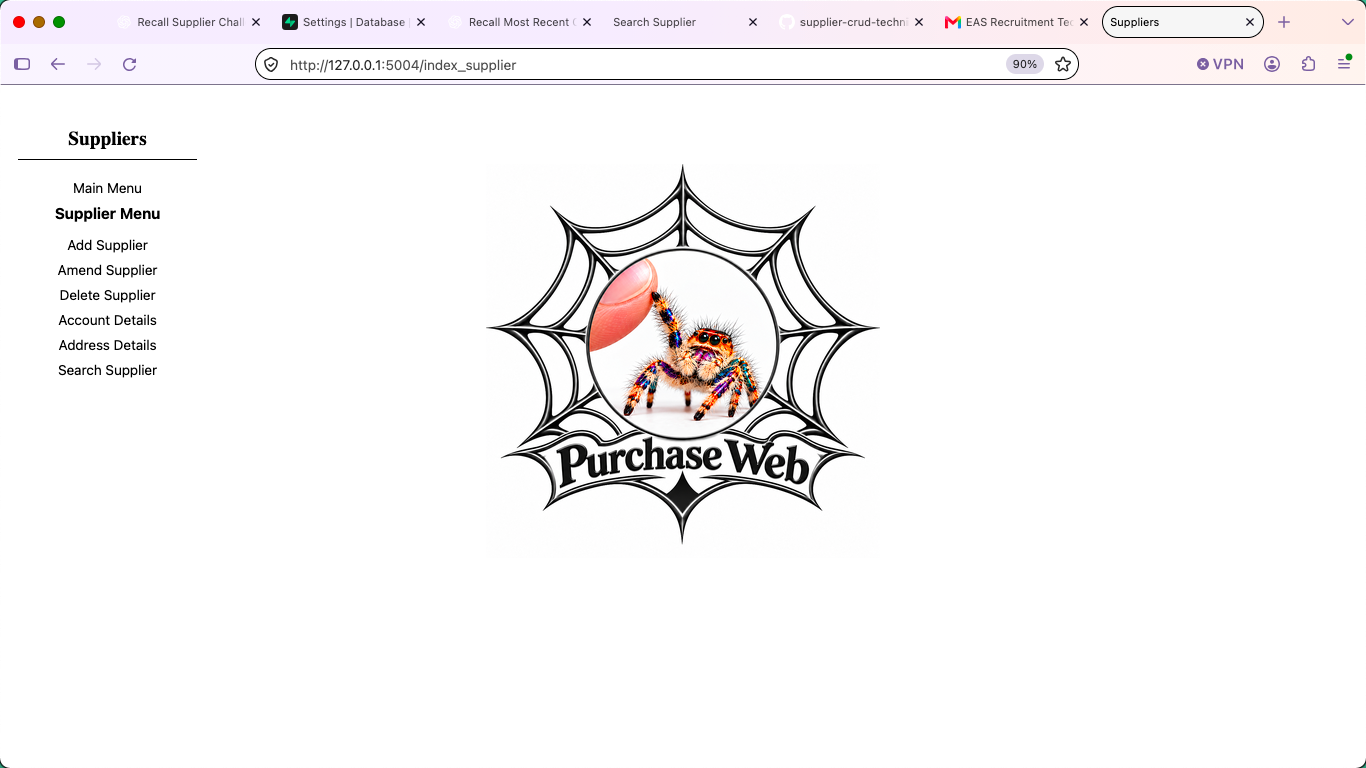 Recall Supplier Chall
Settings | Database
Recall Most Recent
Search Supplier
supplier-crud-techni
EAS Recruitment Tec
Suppliers
http://127.0.0.1:5004/index_supplier
90%
VPN
Suppliers
Main Menu
Supplier Menu
Add Supplier
Amend Supplier
Delete Supplier
Account Details
Address Details
Search Supplier
Purchase Web